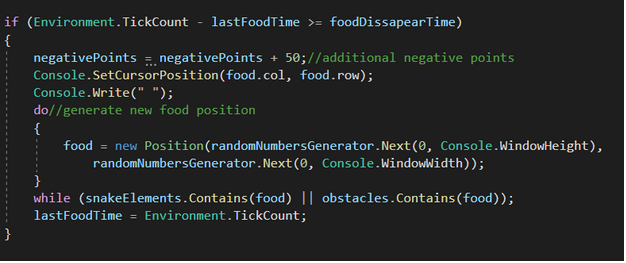 if (Environment.TickCount - lastFoodTime >= foodDissapearTime)
{
negativePoints = negativePoints + 50;//additional negative points
Console.SetCursorPosition(food.col, food.row);
Console.Write(" ");
do//generate new food position
{
food = new Position(randomNumbersGenerator.Next(0, Console.WindowHeight),
randomNumbersGenerator.Next(0, Console.WindowWidth));
}
while (snakeElements.Contains(food) || obstacles.Contains(food));
lastFoodTime = Environment.TickCount;
}